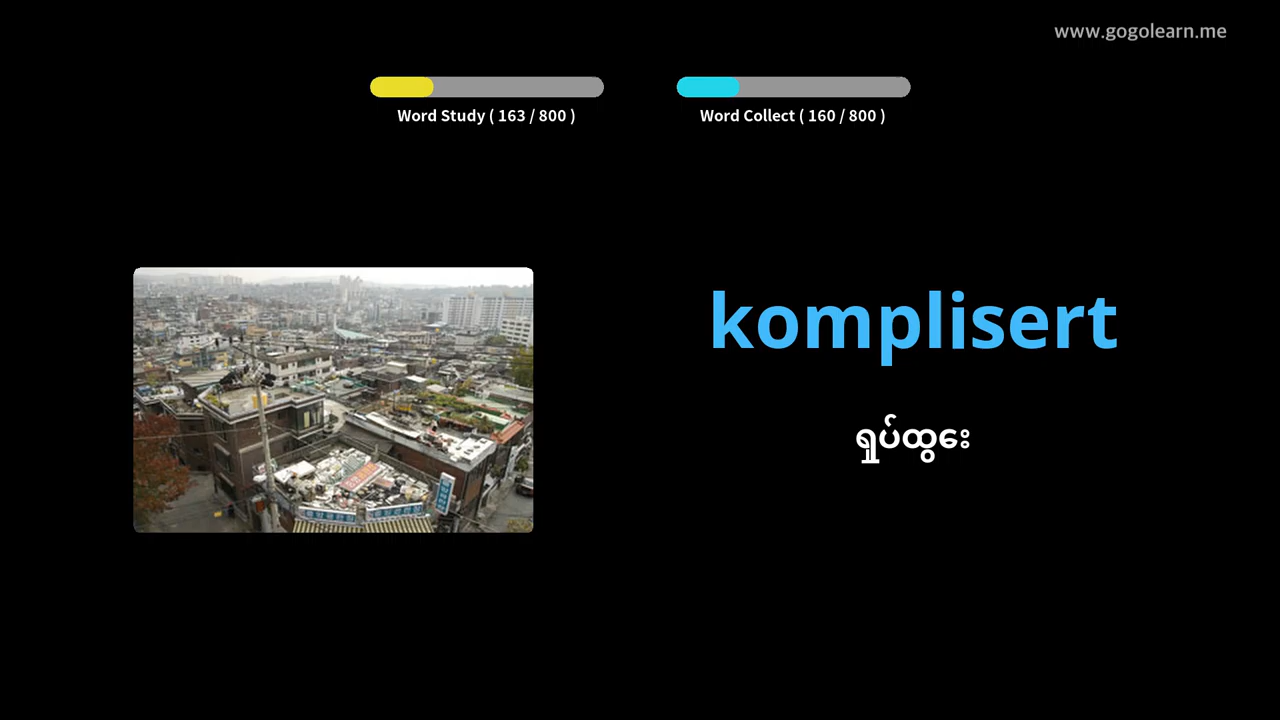 www.gogolearn.me
Word Study ( 163 / 800 )
Word Collect ( 160 / 800 )
komplisert
ရှုပ်ထွေး